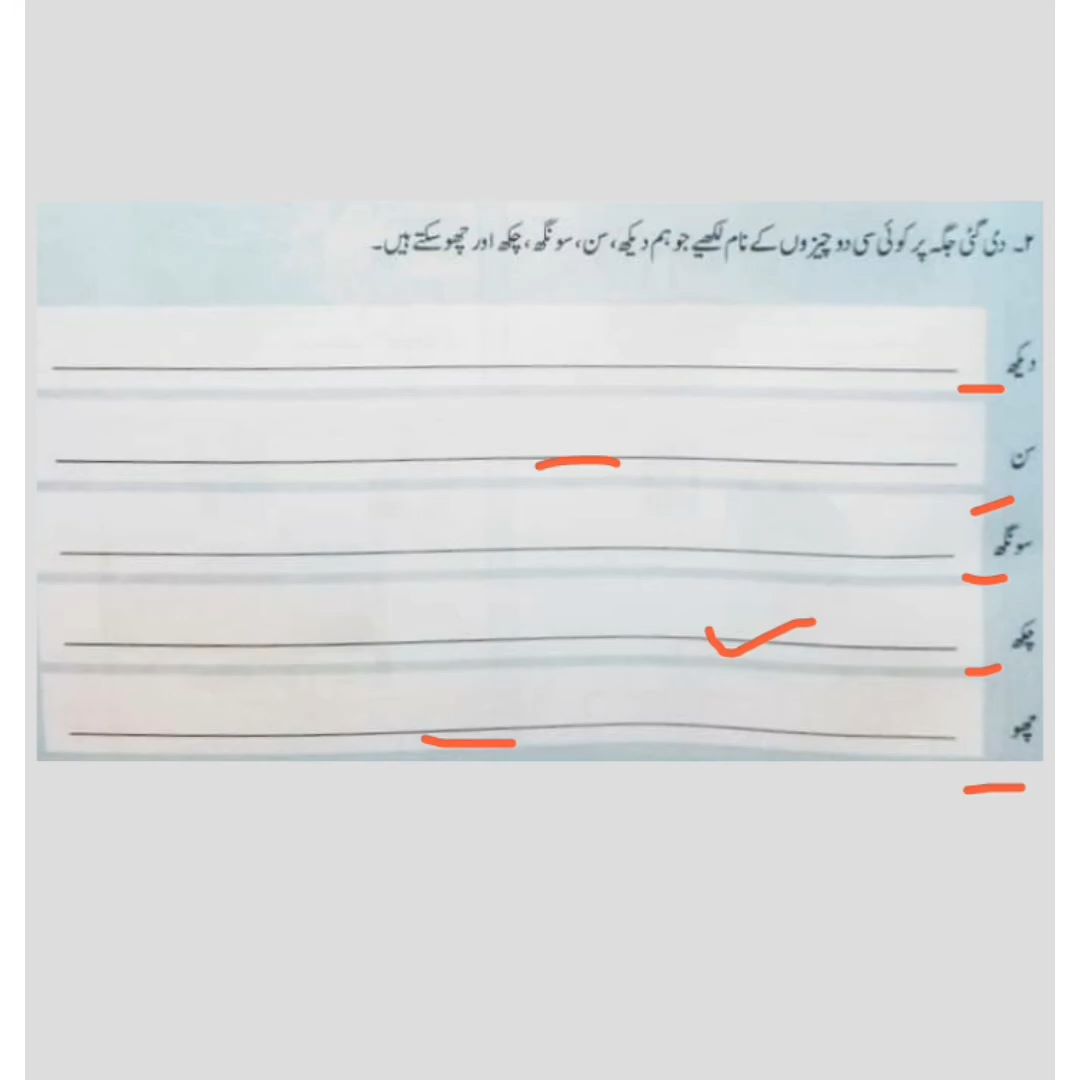 ۲۔ دی گئی جگہ پر کوئی سی دو چیزوں کے نام لکھیے جو ہم دیکھ، سن، سونگھ، چکھ اور چھو سکتے ہیں۔
دیکھ
سن
سونگھ
چکھ
چھو